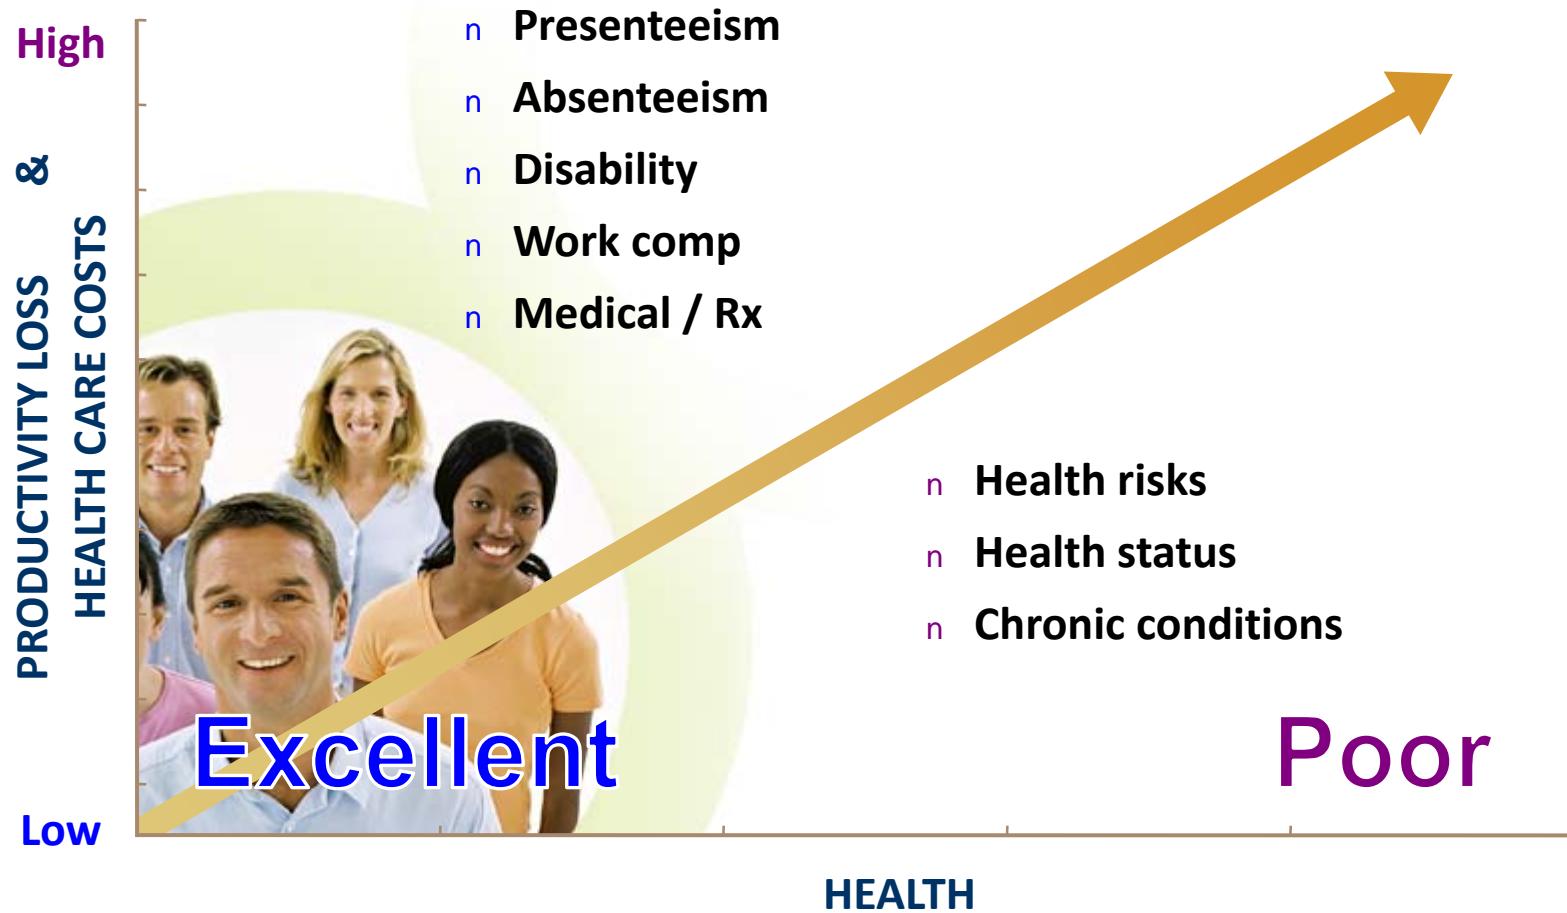 High
n Presenteeism
n Absenteeism
n Disability
n Work comp
n Medical / Rx
PRODUCTIVITY LOSS &
HEALTH CARE COSTS
n Health risks
n Health status
n Chronic conditions
Excellent
Poor
Low
HEALTH